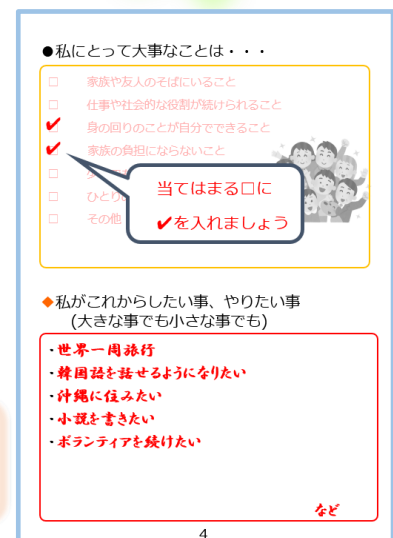 ●私にとって大事なことは・・・
□ 家族や友人のそばにいること
□ 仕事や社会的な役割が続けられること
✔ 身の回りのことが自分でできること
✔ 家族の負担にならないこと
□
□ ひとり
□ その他
当てはまる□に
✔を入れましょう
◆私がこれからしたい事、やりたい事
(大きな事でも小さな事でも)
・世界一周旅行
・韓国語を話せるようになりたい
・沖縄に住みたい
・小説を書きたい
・ボランティアを続けたい
など
4